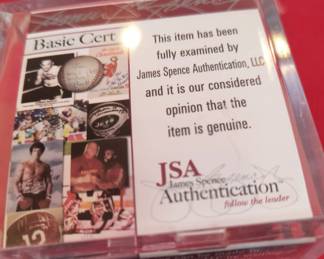 Basic Cert
This item has been
fully examined by
James Spence Authentication, LLC
and it is our considered
opinion that the
item is genuine.
JSA
James Spence
Authentication
follow the leader
12